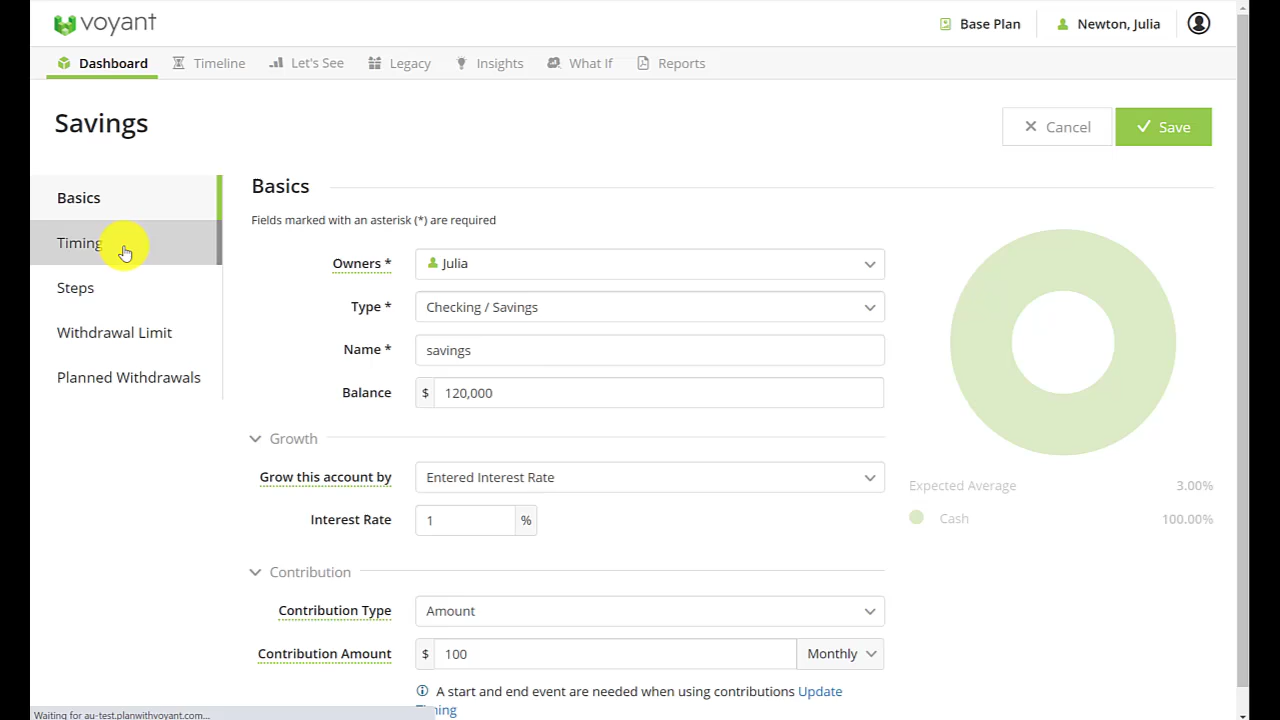 voyant
Base Plan
Newton, Julia
Dashboard
Timeline
Let's See
Legacy
Insights
What If
Reports
Savings
Cancel
Save
Basics
Timing
Steps
Withdrawal Limit
Planned Withdrawals
Basics
Fields marked with an asterisk (*) are required
Owners * Julia
Type * Checking / Savings
Name * savings
Balance $ 120,000
Growth
Grow this account by Entered Interest Rate
Interest Rate 1 %
Contribution
Contribution Type Amount
Contribution Amount $ 100 Monthly
A start and end event are needed when using contributions Update
Timing
Expected Average 3.00%
Cash 100.00%
Waiting for au-test.planwithvoyant.com...